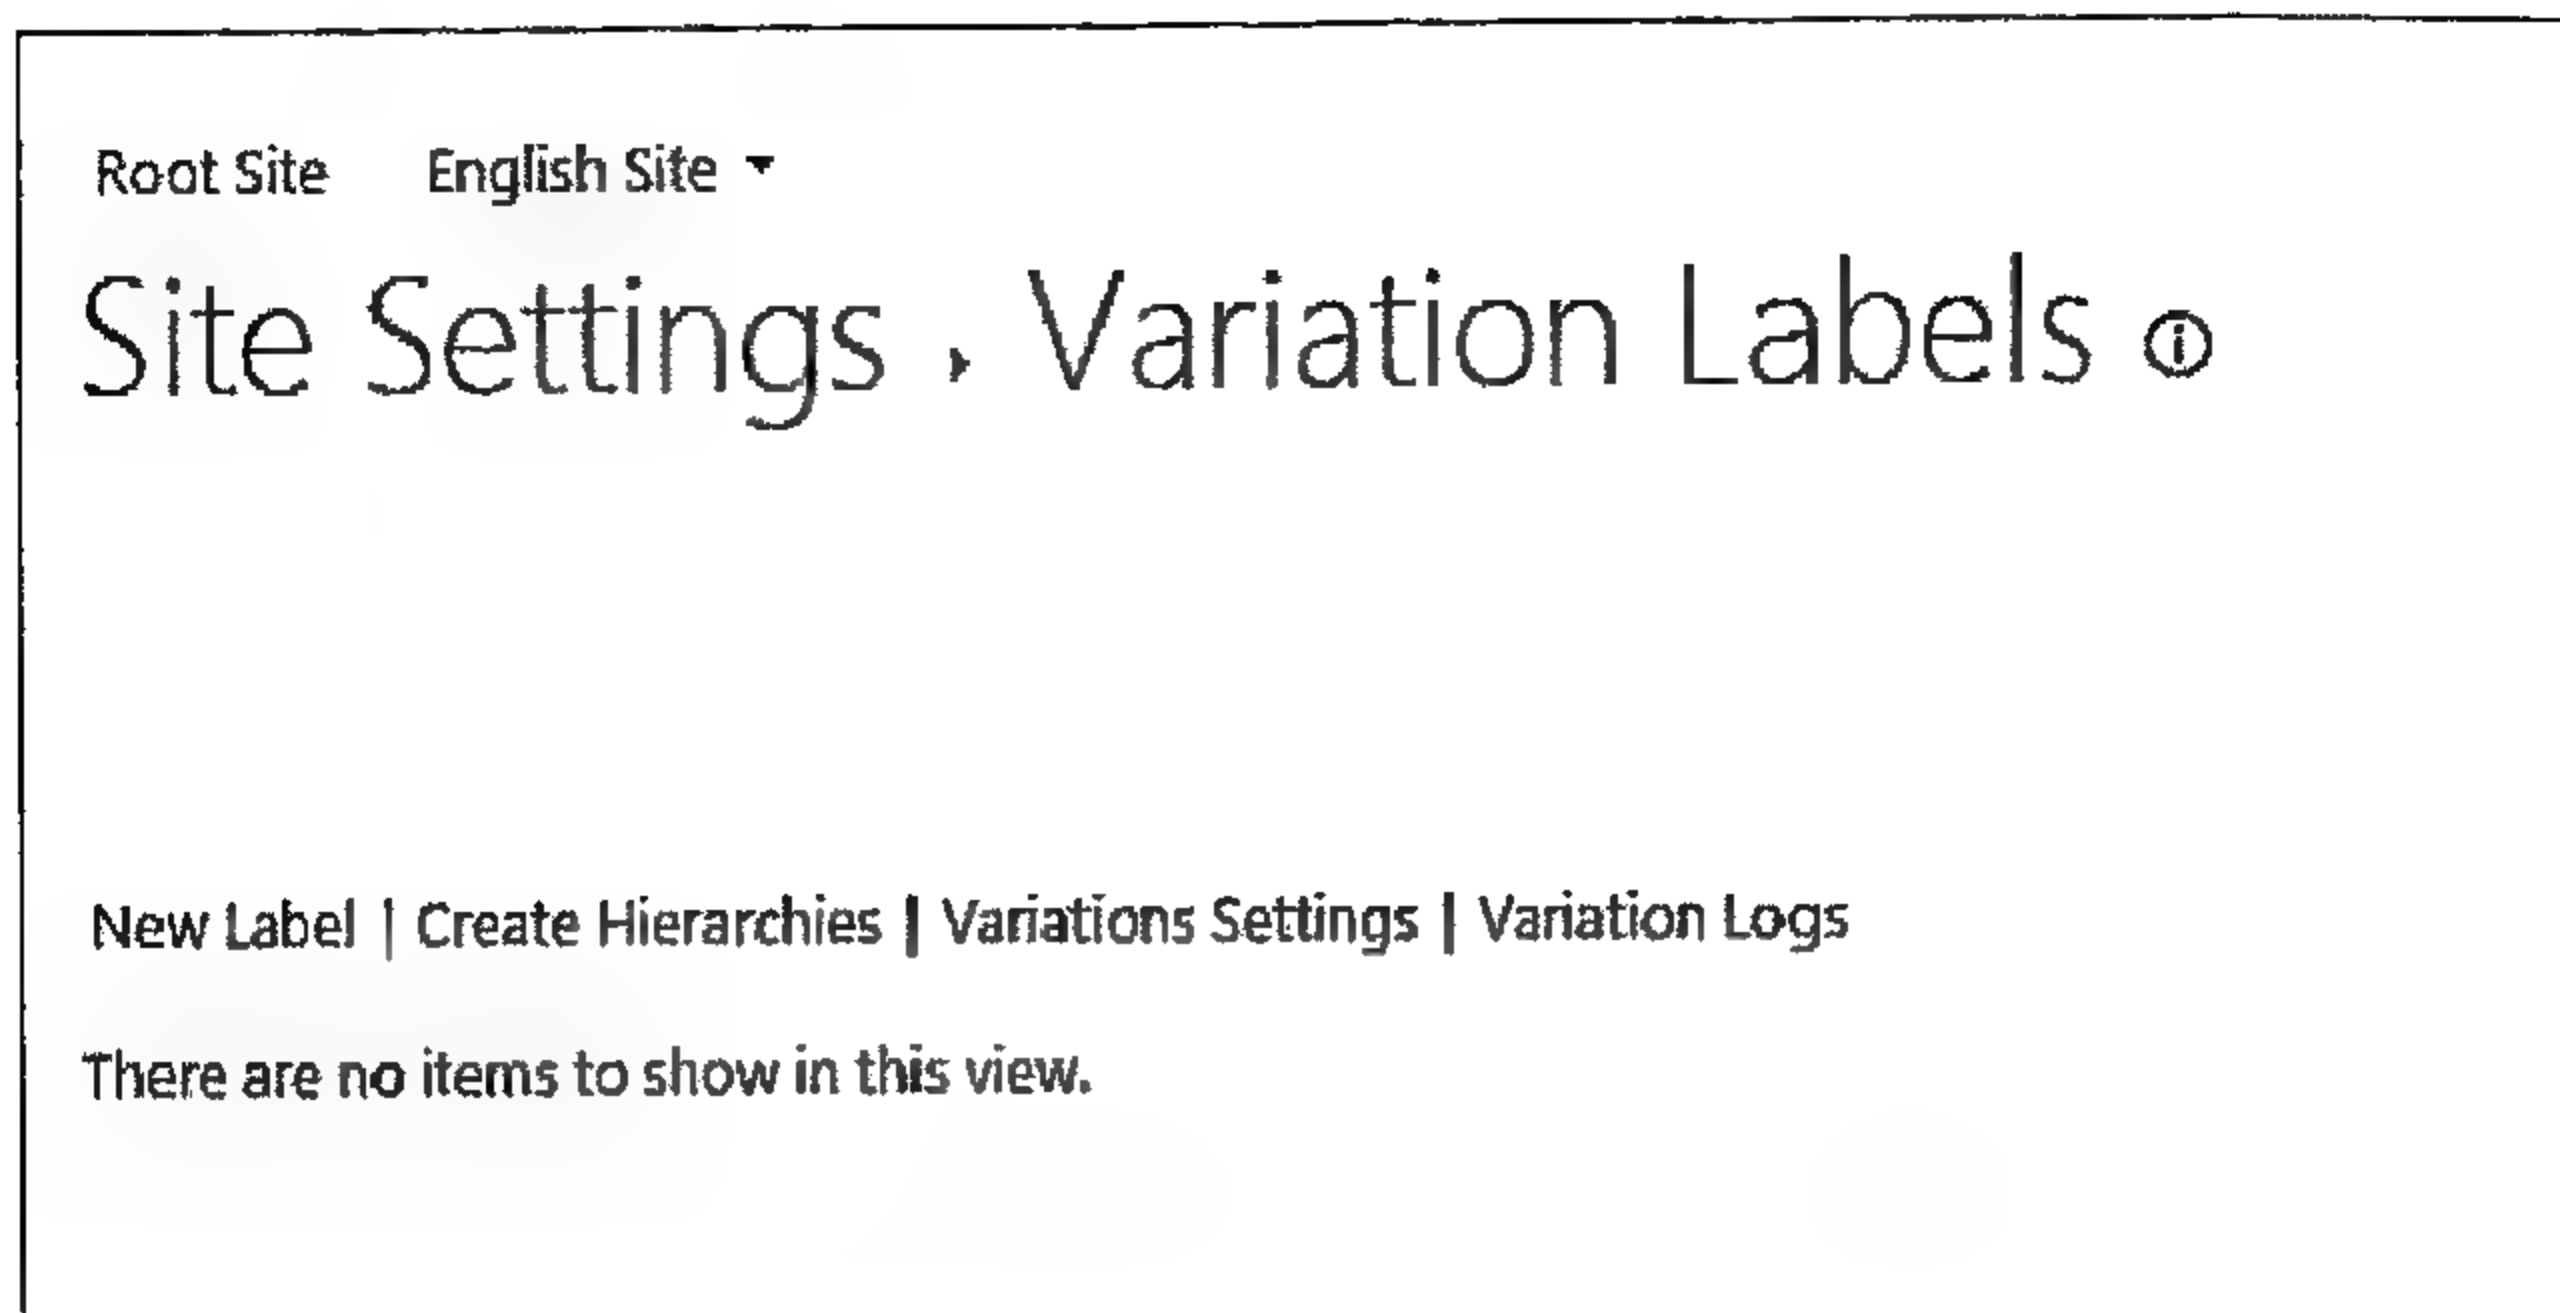 Root Site English Site
Site Settings Variation Labels
New Label | Create Hierarchies | Variations Settings | Variation Logs
There are no items to show in this view.